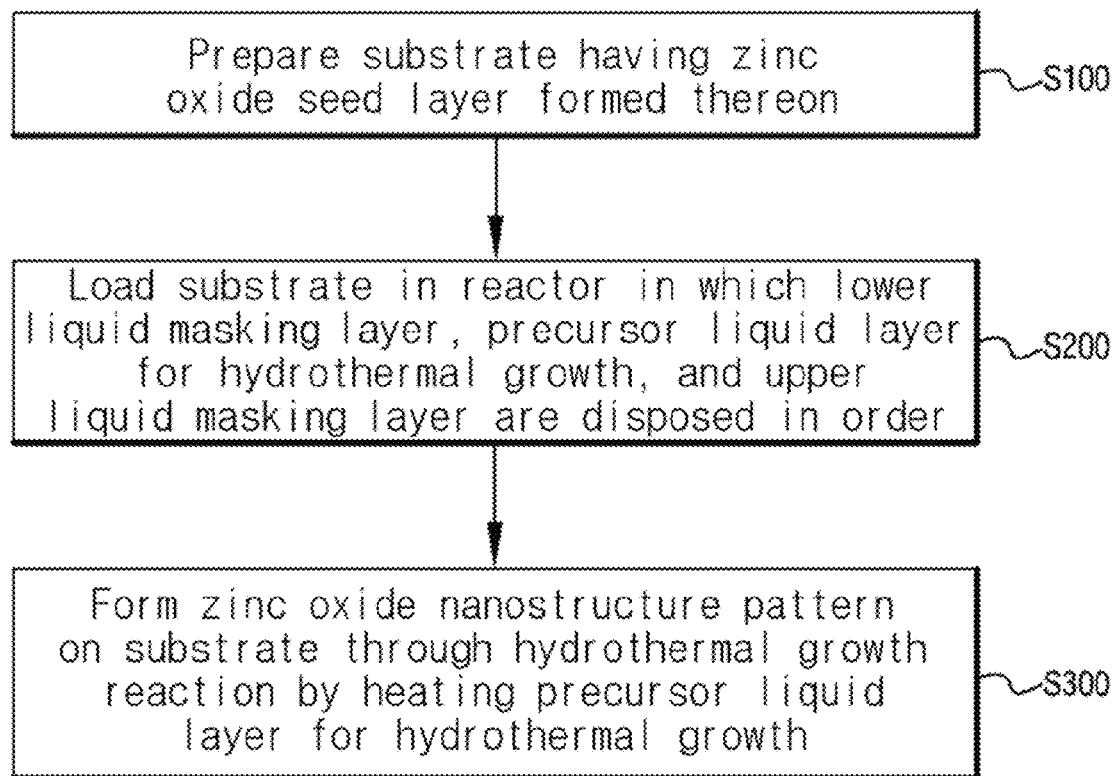 Prepare substrate having zinc
oxide seed layer formed thereon
S100
Load substrate in reactor in which lower
liquid masking layer, precursor liquid layer
for hydrothermal growth, and upper
liquid masking layer are disposed in order
S200
Form zinc oxide nanostructure pattern
on substrate through hydrothermal growth
reaction by heating precursor liquid
layer for hydrothermal growth
S300